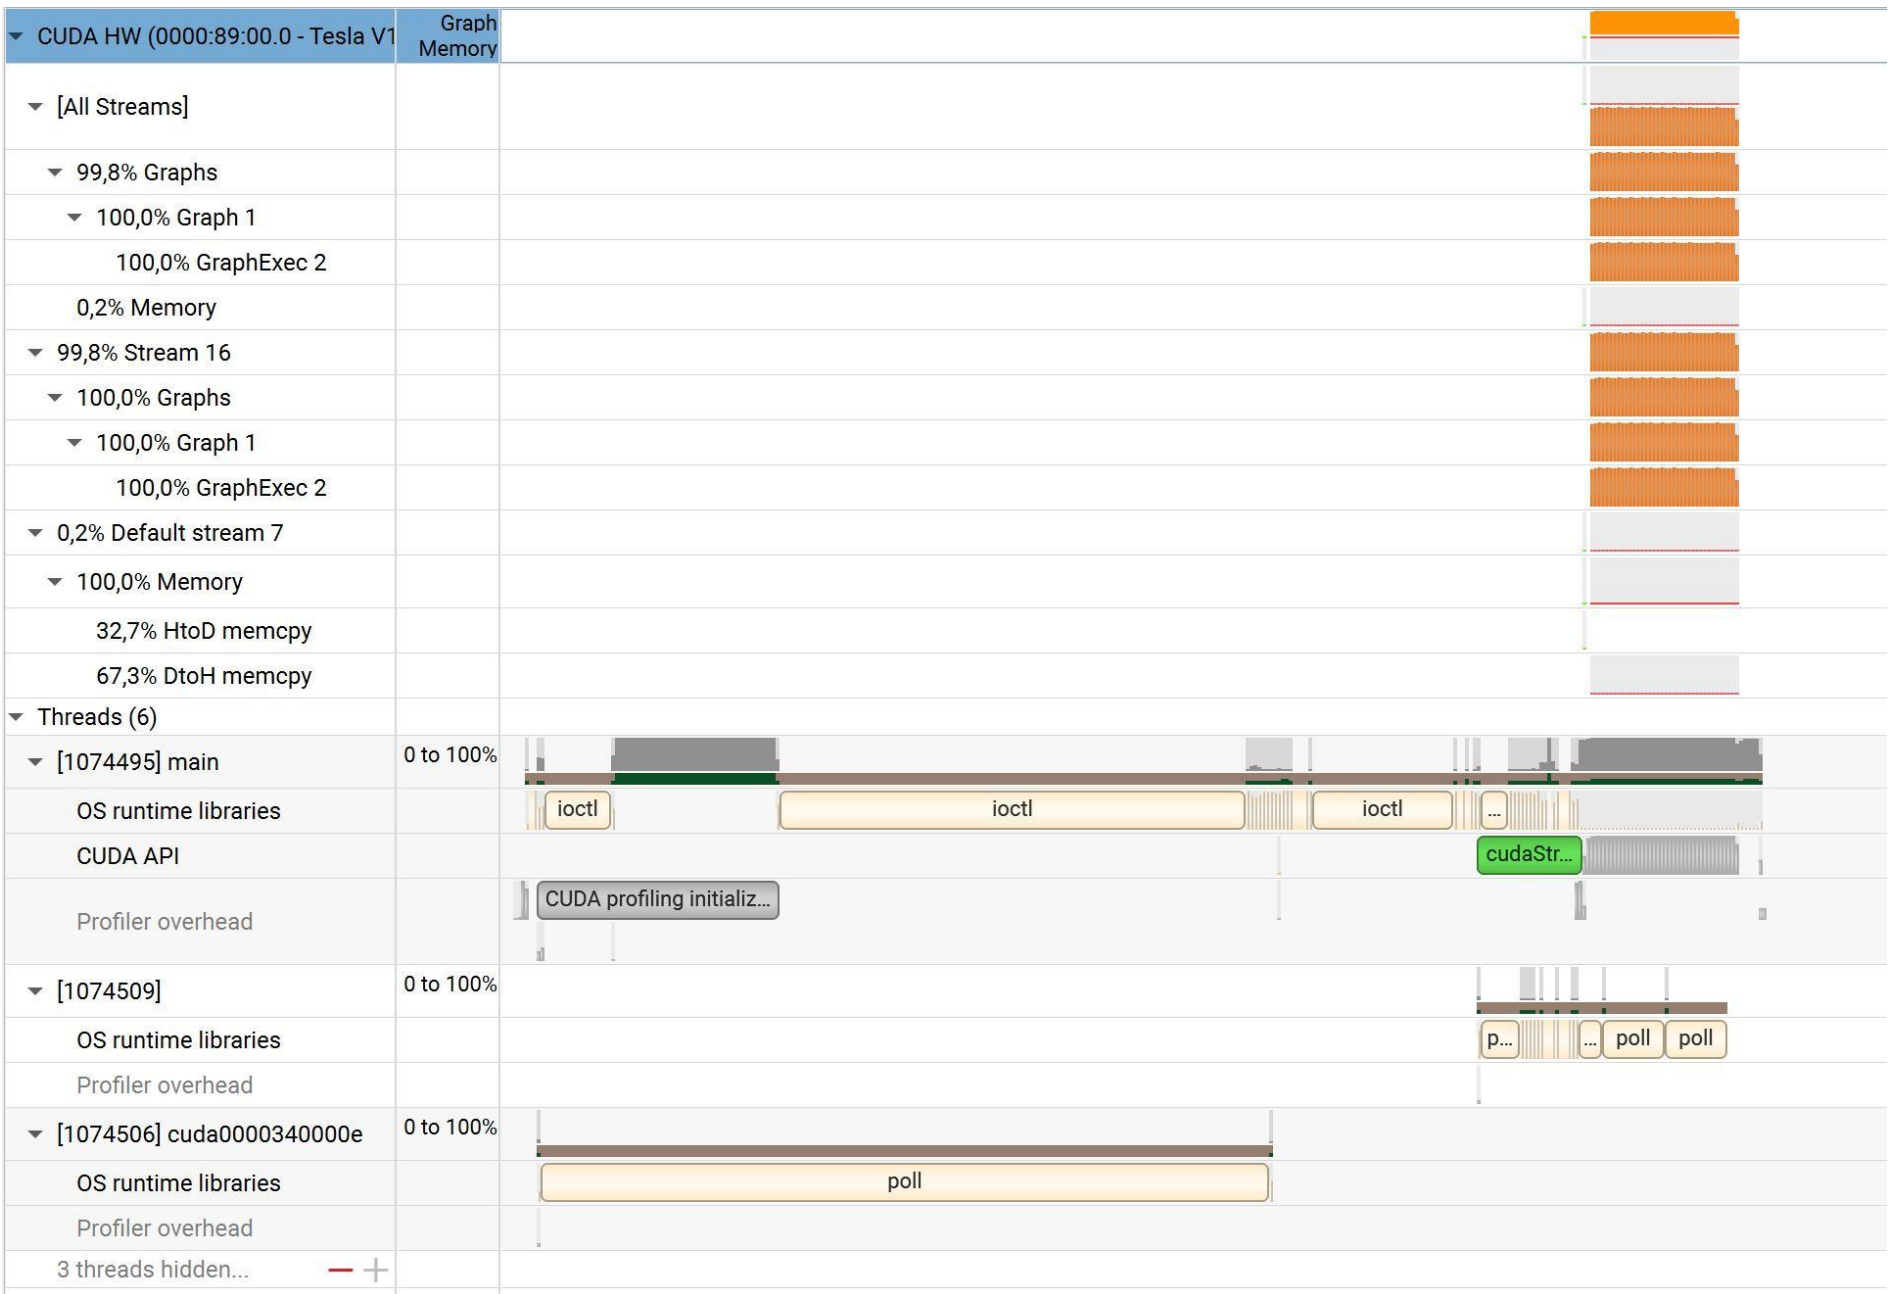 CUDA HW (0000:89:00.0 - Tesla V1
Graph
Memory
[All Streams]
99,8% Graphs
100,0% Graph 1
100,0% GraphExec 2
0,2% Memory
99,8% Stream 16
100,0% Graphs
100,0% Graph 1
100,0% GraphExec 2
0,2% Default stream 7
100,0% Memory
32,7% HtoD memcpy
67,3% DtoH memcpy
Threads (6)
[1074495] main
0 to 100%
OS runtime libraries
ioctl
ioctl
ioctl
...
CUDA API
cudaStr...
Profiler overhead
CUDA profiling initializ...
[1074509]
0 to 100%
OS runtime libraries
p...
...
poll
poll
Profiler overhead
[1074506] cuda0000340000e
0 to 100%
OS runtime libraries
poll
Profiler overhead
3 threads hidden...